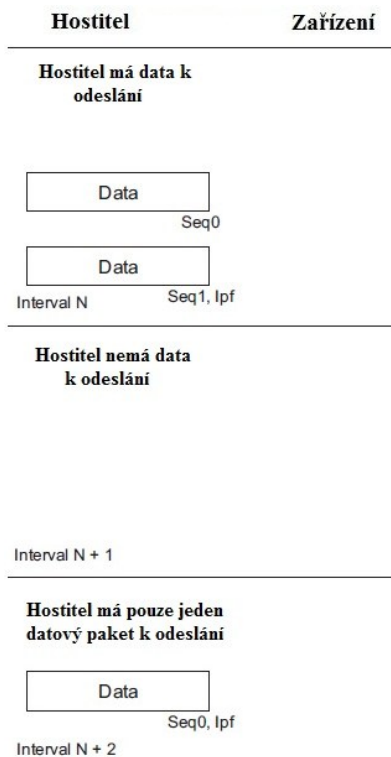 Hostitel
Zařízení
Hostitel má data k
odeslání
Data
Seq0
Data
Interval N
Seq1, Ipf
Hostitel nemá data
k odeslání
Interval N + 1
Hostitel má pouze jeden
datový paket k odeslání
Data
Seq0, Ipf
Interval N + 2